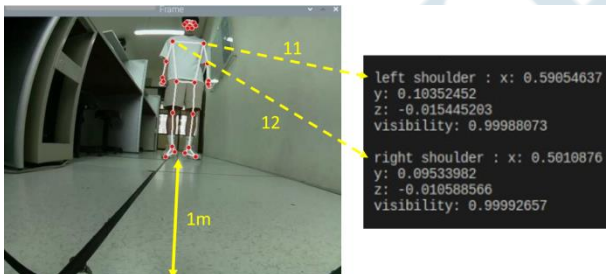 Frame
11
12
1m
left shoulder : x: 0.59054637
y: 0.10352452
z: -0.015445203
visibility: 0.99988073
right shoulder : x: 0.5010876
y: 0.09533982
z: -0.010588566
visibility: 0.99992657